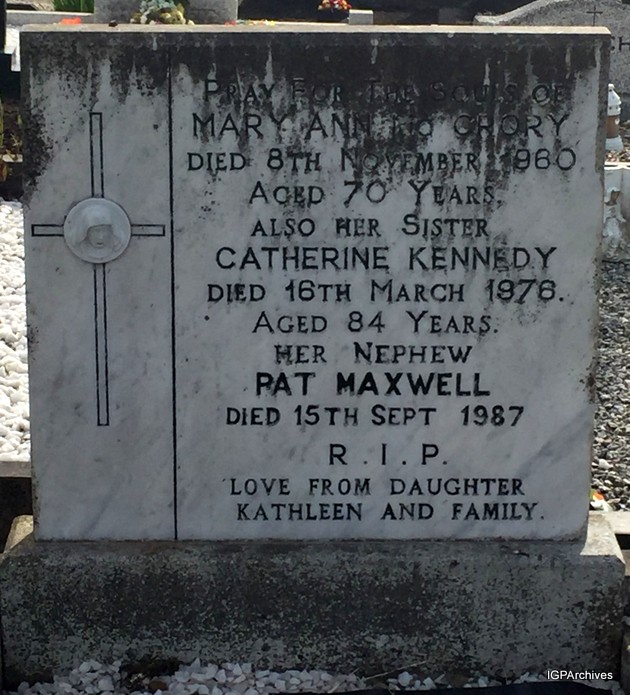 PRAY FOR THE SOULS OF
MARY ANN Mc CRORY
DIED 8TH NOVEMBER 1960
AGED 70 YEARS.
ALSO HER SISTER
CATHERINE KENNEDY
DIED 16TH MARCH 1976.
AGED 84 YEARS.
HER NEPHEW
PAT MAXWELL
DIED 15TH SEPT 1987
R.I.P.
LOVE FROM DAUGHTER
KATHLEEN AND FAMILY.
IGPArchives